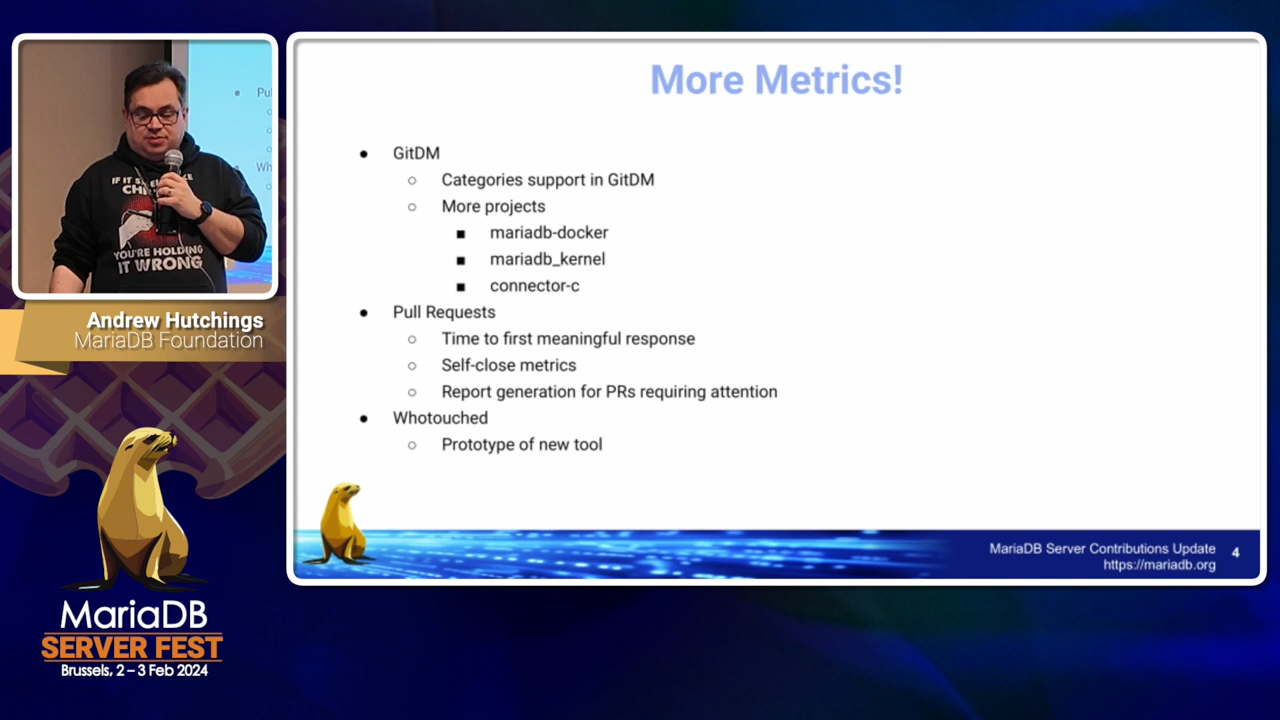 Pul
Wh
IF IT
CH
YOU'RE HOLDING
IT WRONG
Andrew Hutchings
MariaDB Foundation
MariaDB
SERVER FEST
Brussels, 2 – 3 Feb 2024
More Metrics!
● GitDM
○ Categories support in GitDM
○ More projects
■ mariadb-docker
■ mariadb_kernel
■ connector-c
● Pull Requests
○ Time to first meaningful response
○ Self-close metrics
○ Report generation for PRs requiring attention
● Whotouched
○ Prototype of new tool
MariaDB Server Contributions Update
https://mariadb.org
4